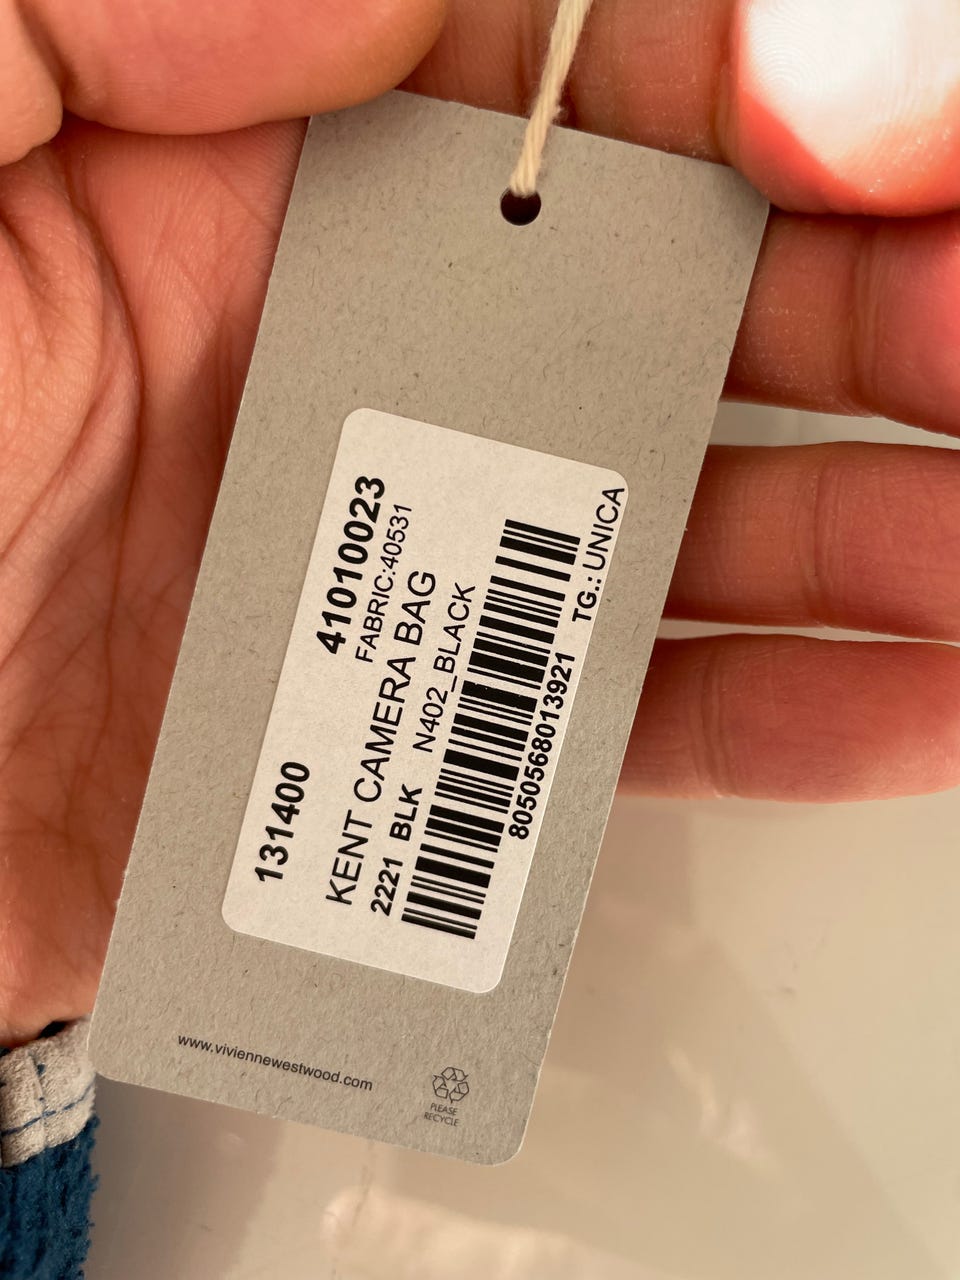 131400 41010023
FABRIC:40531
KENT CAMERA BAG
2221 BLK N402_BLACK
8050568013921 TG.: UNICA
www.viviennewestwood.com
PLEASE
RECYCLE